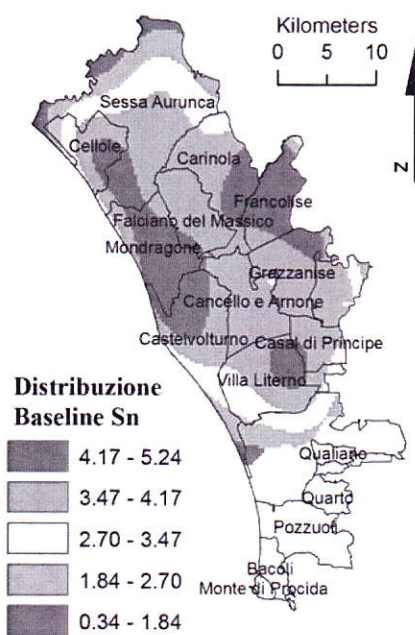 Kilometers
0 5 10
N
Sessa Aurunca
Cellole
Carinola
Francolise
Falciano del Massico
Mondragone
Grazzanise
Cancello e Arnone
Castelvolturno
Casal di Principe
Villa Literno
Distribuzione
Baseline Sn
4.17 - 5.24
3.47 - 4.17
2.70 - 3.47
1.84 - 2.70
0.34 - 1.84
Qualiano
Quarto
Pozzuoti
Bacoli
Monte di Procida